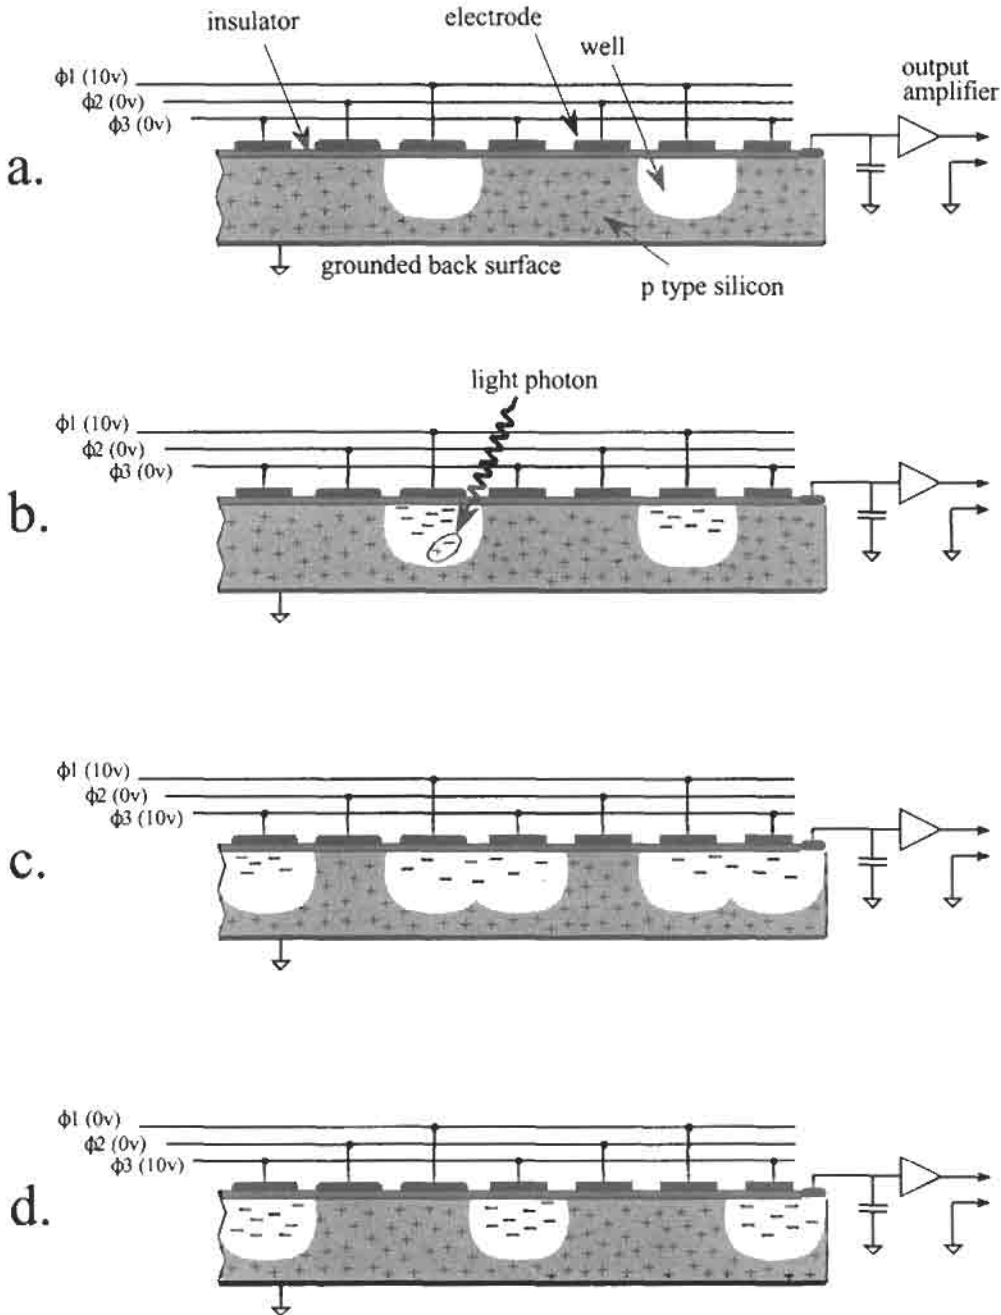 insulator
electrode
well
output
amplifier
ϕ1 (10v)
ϕ2 (0v)
ϕ3 (0v)
a.
grounded back surface
p type silicon
light photon
ϕ1 (10v)
ϕ2 (0v)
ϕ3 (0v)
b.
ϕ1 (10v)
ϕ2 (0v)
ϕ3 (10v)
c.
ϕ1 (0v)
ϕ2 (0v)
ϕ3 (10v)
d.